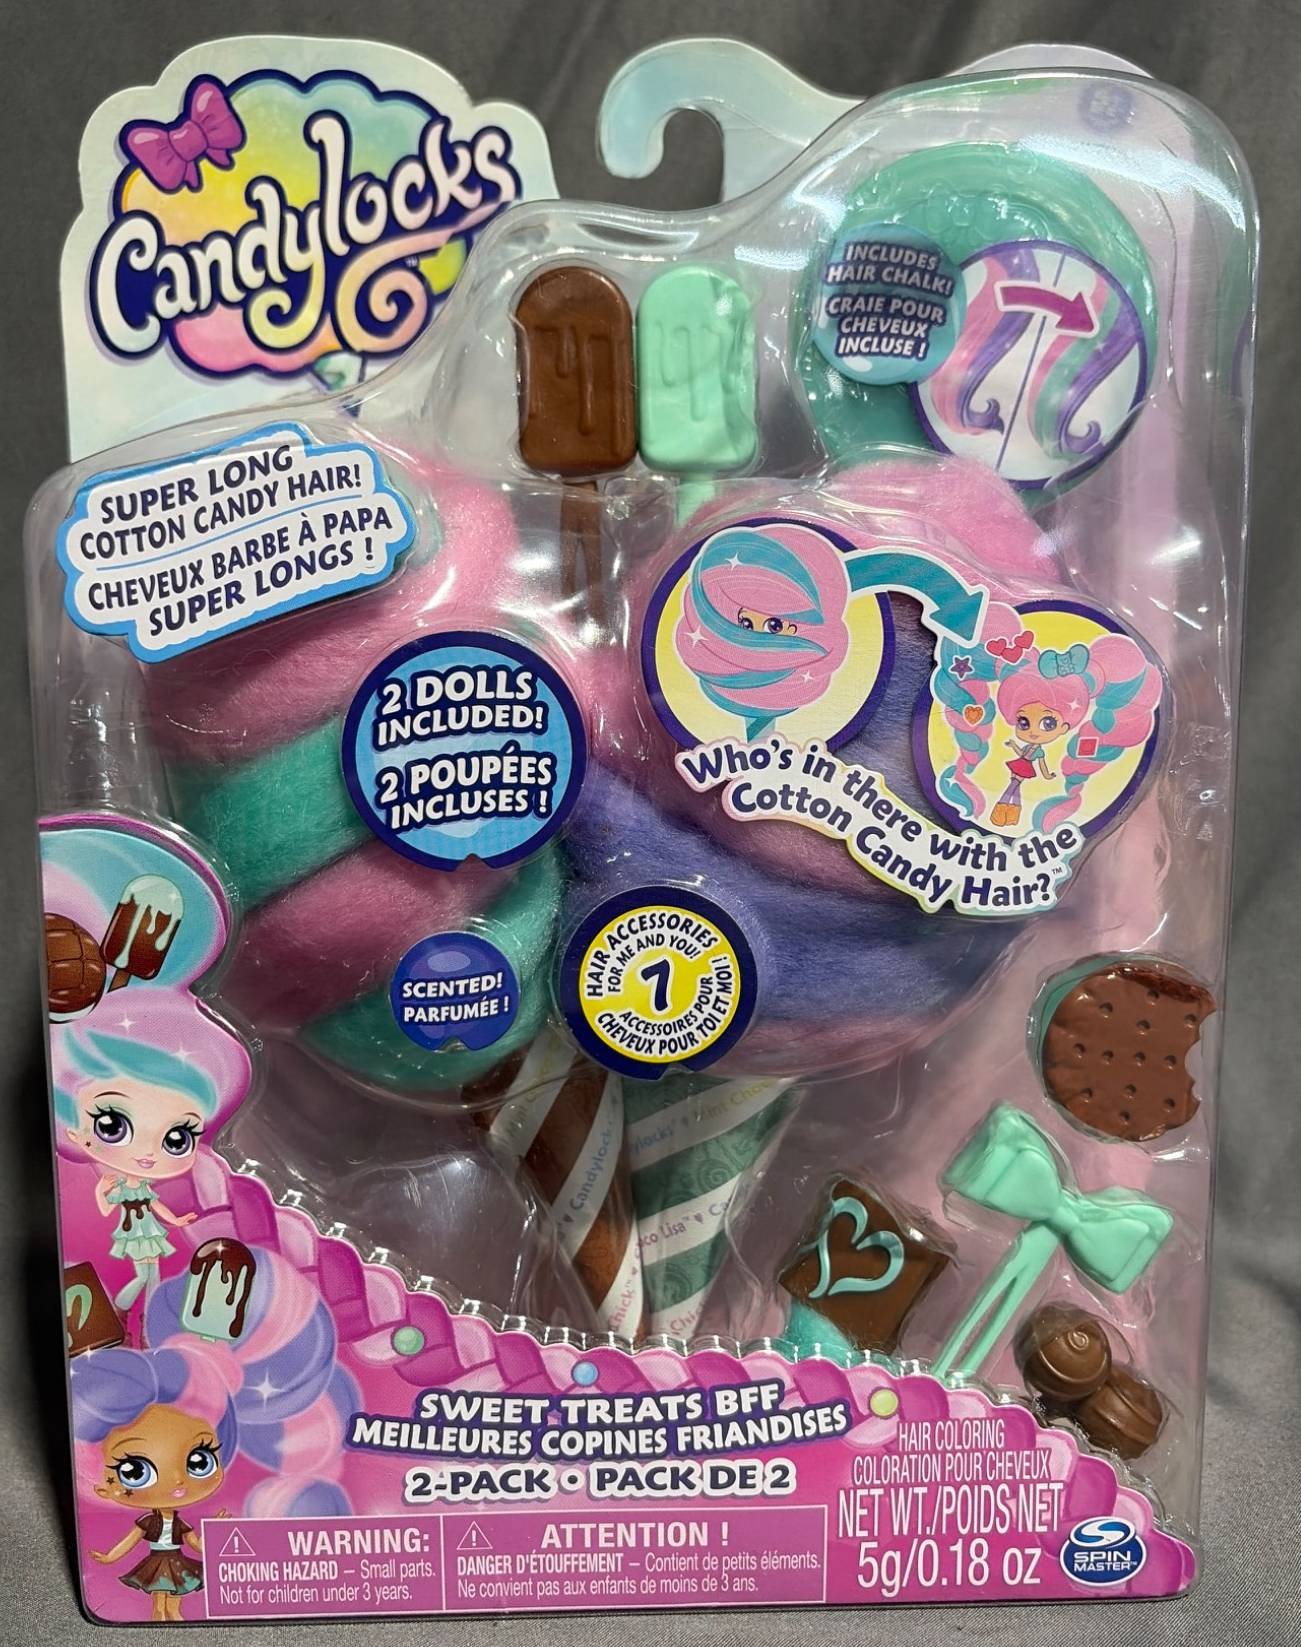 Candylocks™
INCLUDES
HAIR CHALK!
CRAIE POUR
CHEVEUX
INCLUSE !
SUPER LONG
COTTON CANDY HAIR!
CHEVEUX BARBE À PAPA
SUPER LONGS !
2 DOLLS
INCLUDED!
2 POUPÉES
INCLUSES !
Who's in there with the
Cotton Candy Hair?™
HAIR ACCESSORIES
FOR ME AND YOU!
7
ACCESSOIRES POUR
CHEVEUX POUR TOI ET MOI !
SCENTED!
PARFUMÉE !
Candylocks
Mint Choc
SWEET TREATS BFF
MEILLEURES COPINES FRIANDISES
2-PACK • PACK DE 2
HAIR COLORING
COLORATION POUR CHEVEUX
NET WT./POIDS NET
5g/0.18 oz
WARNING:
CHOKING HAZARD – Small parts.
Not for children under 3 years.
ATTENTION !
DANGER D'ÉTOUFFEMENT – Contient de petits éléments.
Ne convient pas aux enfants de moins de 3 ans.
SPIN
MASTER™